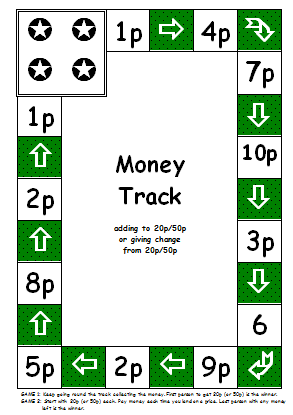 1p
4p
7p
1p
10p
Money
Track
2p
adding to 20p/50p
or giving change
from 20p/50p
3p
8p
6
5p
2p
9p
GAME 1: Keep going round the track collecting the money. First person to get 20p (or 50p) is the winner.
GAME 2: Start with 20p (or 50p) each. Pay money each time you land on a price. Last person with any money
left is the winner.